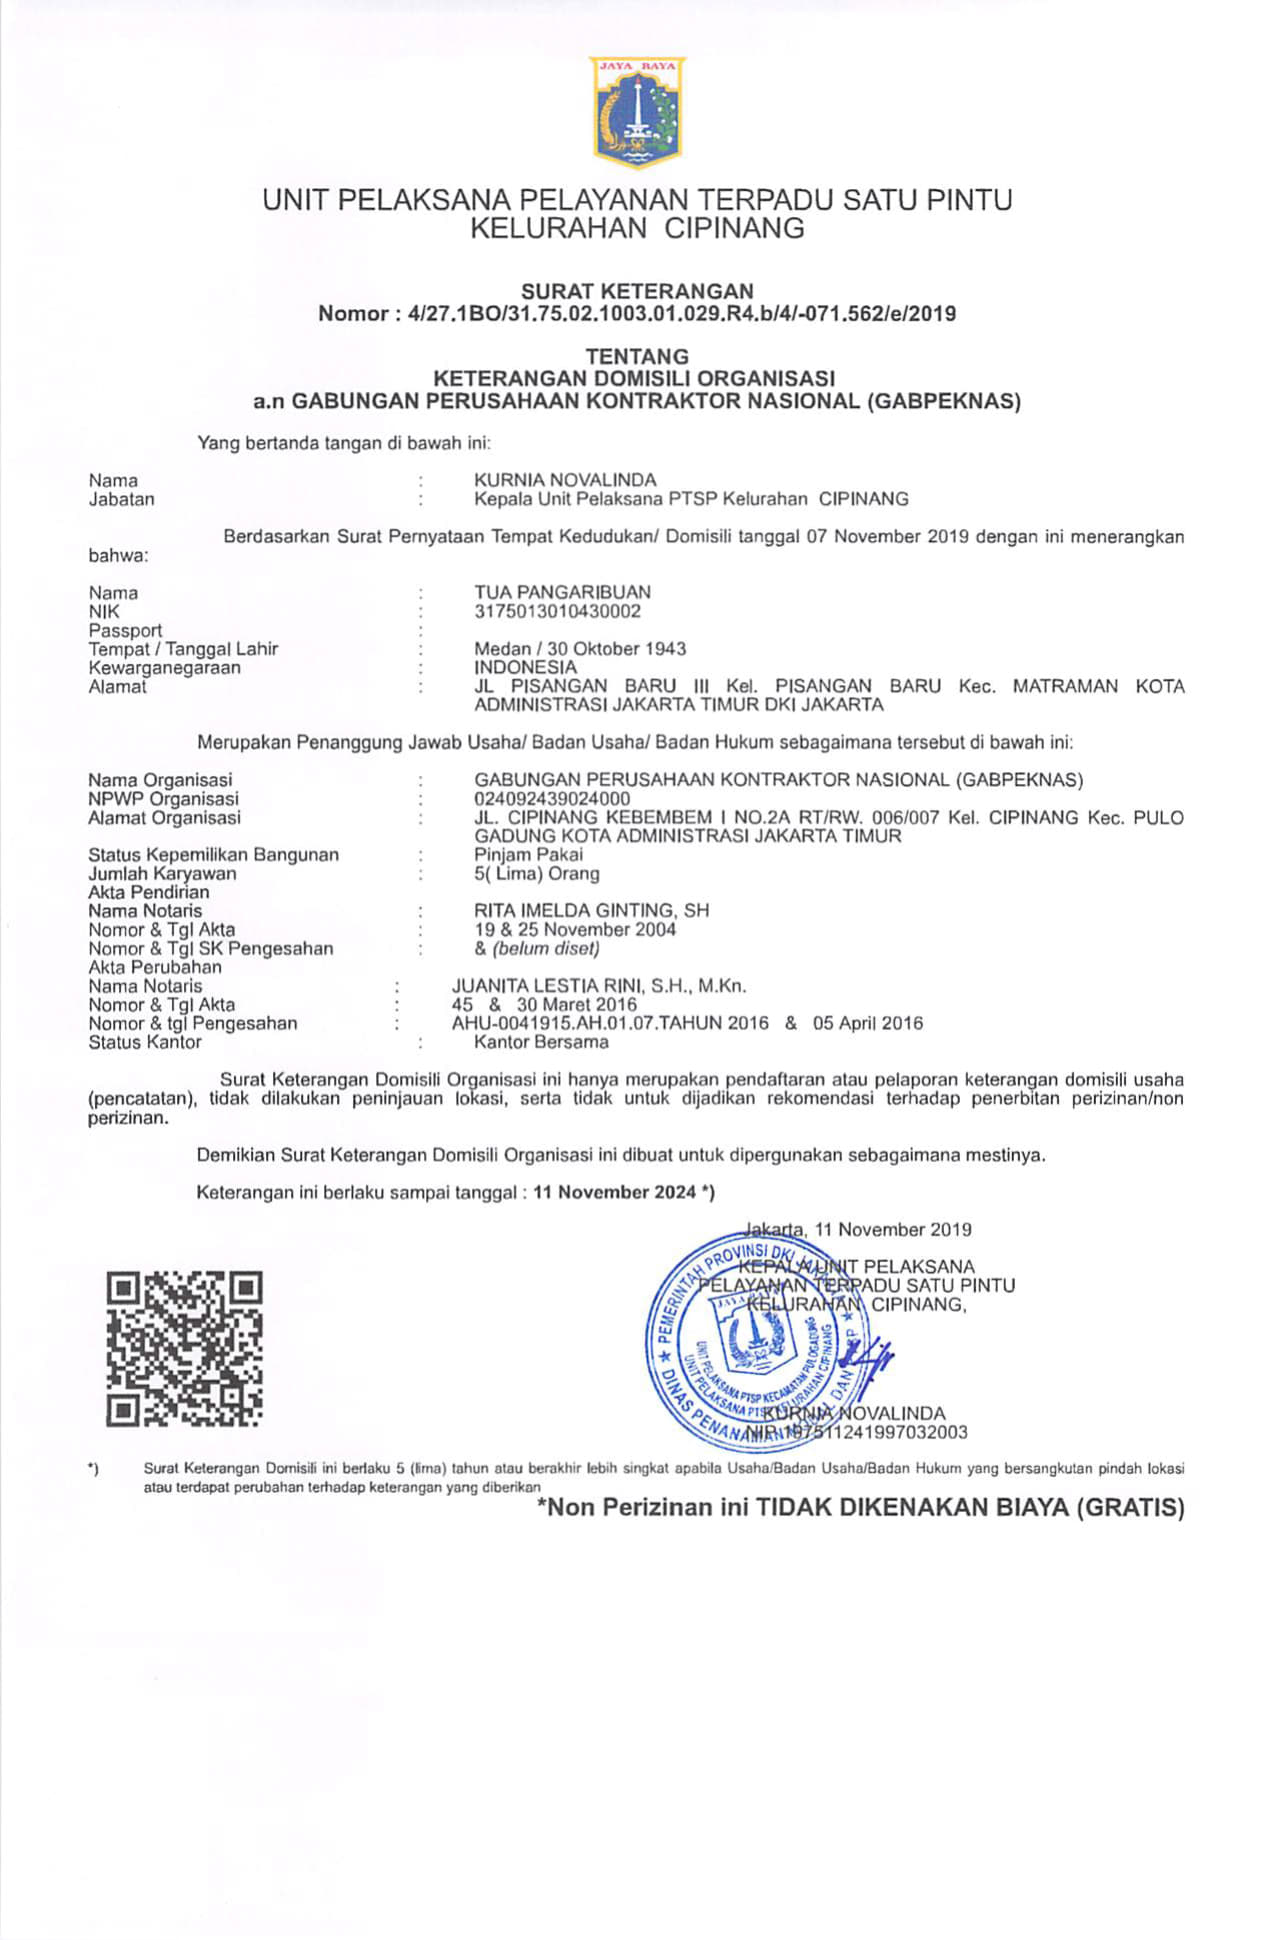 JAYA RAYA
UNIT PELAKSANA PELAYANAN TERPADU SATU PINTU
KELURAHAN CIPINANG
SURAT KETERANGAN
Nomor : 4/27.1BO/31.75.02.1003.01.029.R4.b/4/-071.562/e/2019
TENTANG
KETERANGAN DOMISILI ORGANISASI
a.n GABUNGAN PERUSAHAAN KONTRAKTOR NASIONAL (GABPEKNAS)
Yang bertanda tangan di bawah ini:
Nama : KURNIA NOVALINDA
Jabatan : Kepala Unit Pelaksana PTSP Kelurahan CIPINANG
Berdasarkan Surat Pernyataan Tempat Kedudukan/ Domisili tanggal 07 November 2019 dengan ini menerangkan
bahwa:
Nama : TUA PANGARIBUAN
NIK : 3175013010430002
Passport :
Tempat / Tanggal Lahir : Medan / 30 Oktober 1943
Kewarganegaraan : INDONESIA
Alamat : JL PISANGAN BARU III Kel. PISANGAN BARU Kec. MATRAMAN KOTA
ADMINISTRASI JAKARTA TIMUR DKI JAKARTA
Merupakan Penanggung Jawab Usaha/ Badan Usaha/ Badan Hukum sebagaimana tersebut di bawah ini:
Nama Organisasi : GABUNGAN PERUSAHAAN KONTRAKTOR NASIONAL (GABPEKNAS)
NPWP Organisasi : 024092439024000
Alamat Organisasi : JL. CIPINANG KEBEMBEM I NO.2A RT/RW. 006/007 Kel. CIPINANG Kec. PULO
GADUNG KOTA ADMINISTRASI JAKARTA TIMUR
Status Kepemilikan Bangunan : Pinjam Pakai
Jumlah Karyawan : 5( Lima) Orang
Akta Pendirian
Nama Notaris : RITA IMELDA GINTING, SH
Nomor & Tgl Akta : 19 & 25 November 2004
Nomor & Tgl SK Pengesahan : & (belum diset)
Akta Perubahan
Nama Notaris : JUANITA LESTIA RINI, S.H., M.Kn.
Nomor & Tgl Akta : 45 & 30 Maret 2016
Nomor & tgl Pengesahan : AHU-0041915.AH.01.07.TAHUN 2016 & 05 April 2016
Status Kantor : Kantor Bersama
Surat Keterangan Domisili Organisasi ini hanya merupakan pendaftaran atau pelaporan keterangan domisili usaha
(pencatatan), tidak dilakukan peninjauan lokasi, serta tidak untuk dijadikan rekomendasi terhadap penerbitan perizinan/non
perizinan.
Demikian Surat Keterangan Domisili Organisasi ini dibuat untuk dipergunakan sebagaimana mestinya.
Keterangan ini berlaku sampai tanggal : 11 November 2024 *)
Jakarta, 11 November 2019
KEPALA UNIT PELAKSANA
PELAYANAN TERPADU SATU PINTU
KELURAHAN CIPINANG,
PEMERINTAH PROVINSI DKI JAKARTA
DINAS PENANAMAN MODAL DAN
JAYA RAYA
UNIT PELAKSANA PTSP KECAMATAN PULOGADUNG
UNIT PELAKSANA PTSP KELURAHAN CIPINANG
KURNIA NOVALINDA
NIP 197511241997032003
*) Surat Keterangan Domisili ini berlaku 5 (lima) tahun atau berakhir lebih singkat apabila Usaha/Badan Usaha/Badan Hukum yang bersangkutan pindah lokasi
atau terdapat perubahan terhadap keterangan yang diberikan
*Non Perizinan ini TIDAK DIKENAKAN BIAYA (GRATIS)